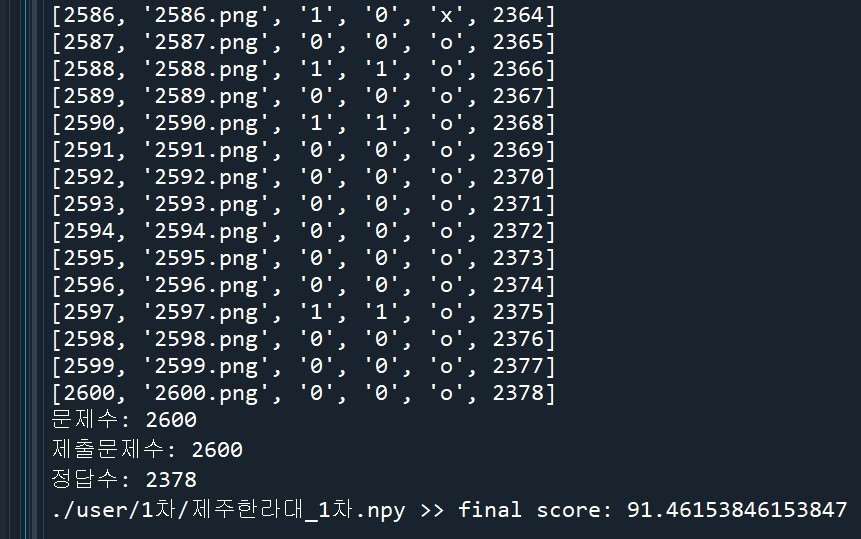 [2586, '2586.png', '1', '0', 'x', 2364]
[2587, '2587.png', '0', '0', 'o', 2365]
[2588, '2588.png', '1', '1', 'o', 2366]
[2589, '2589.png', '0', '0', 'o', 2367]
[2590, '2590.png', '1', '1', 'o', 2368]
[2591, '2591.png', '0', '0', 'o', 2369]
[2592, '2592.png', '0', '0', 'o', 2370]
[2593, '2593.png', '0', '0', 'o', 2371]
[2594, '2594.png', '0', '0', 'o', 2372]
[2595, '2595.png', '0', '0', 'o', 2373]
[2596, '2596.png', '0', '0', 'o', 2374]
[2597, '2597.png', '1', '1', 'o', 2375]
[2598, '2598.png', '0', '0', 'o', 2376]
[2599, '2599.png', '0', '0', 'o', 2377]
[2600, '2600.png', '0', '0', 'o', 2378]
문제수: 2600
제출문제수: 2600
정답수: 2378
./user/1차/제주한라대_1차.npy >> final score: 91.46153846153847